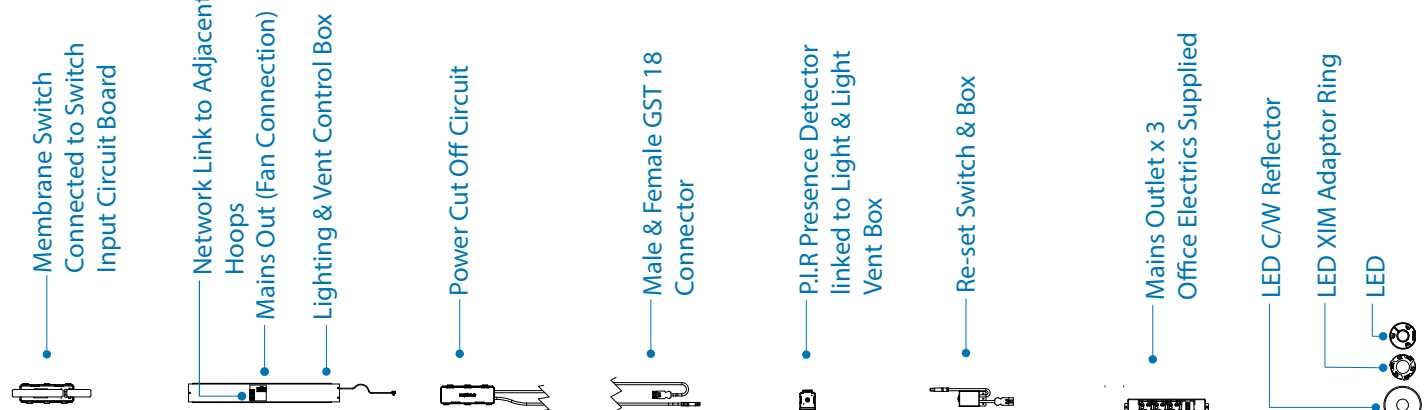 Membrane Switch
Connected to Switch
Input Circuit Board
Network Link to Adjacent
Hoops
Mains Out (Fan Connection)
Lighting & Vent Control Box
Power Cut Off Circuit
Male & Female GST 18
Connector
P.I.R Presence Detector
linked to Light & Light
Vent Box
Re-set Switch & Box
Mains Outlet x 3
Office Electrics Supplied
LED C/W Reflector
LED XIM Adaptor Ring
LED